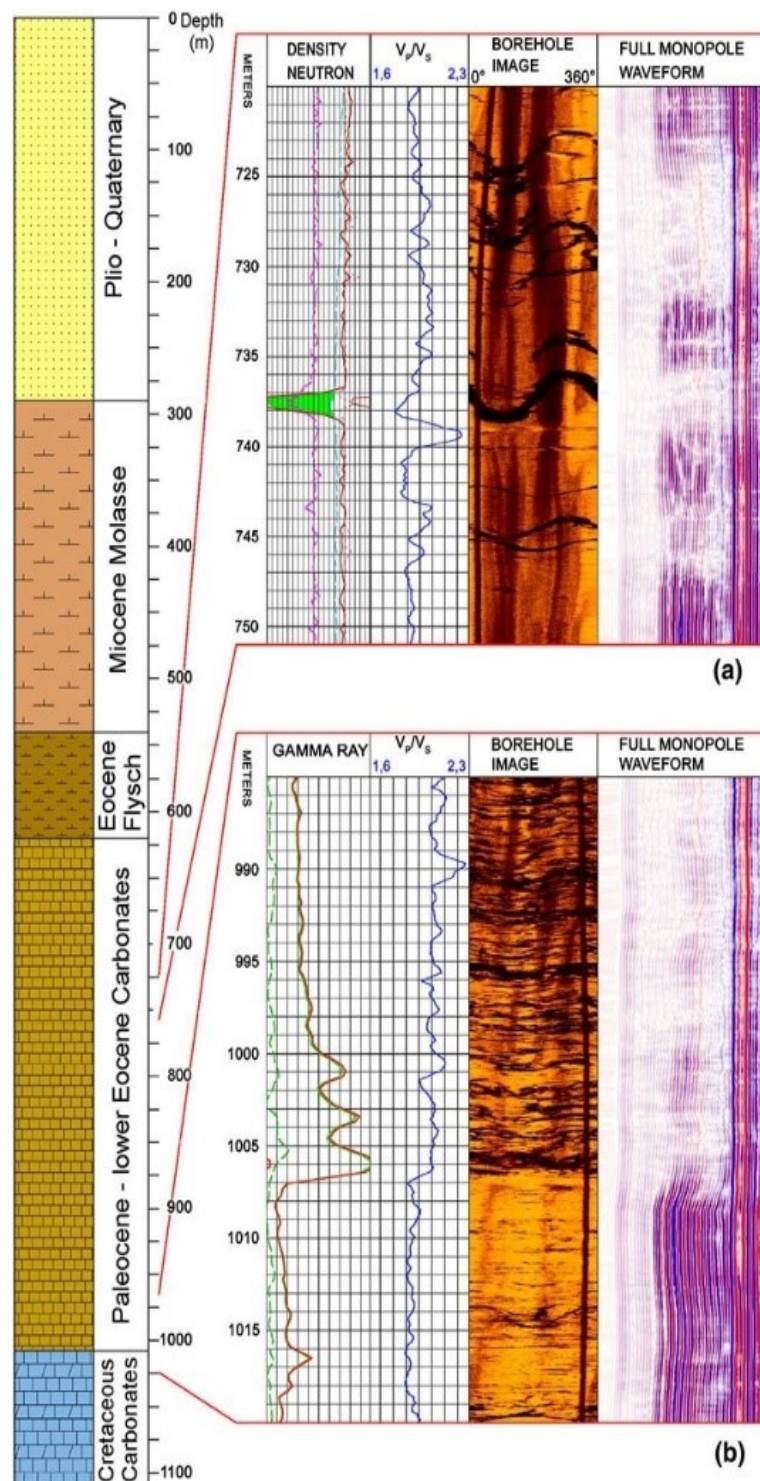 0 Depth
(m)
100
200
300
400
500
600
700
800
900
1000
1100
Plio - Quaternary
Miocene Molasse
Eocene
Flysch
Paleocene - lower Eocene Carbonates
Cretaceous
Carbonates
METERS
DENSITY
NEUTRON
Vp/Vs
1,6
2,3
BOREHOLE
IMAGE
0°
360°
FULL MONOPOLE
WAVEFORM
725
730
735
740
745
750
(a)
METERS
GAMMA RAY
Vp/Vs
1,6
2,3
BOREHOLE
IMAGE
FULL MONOPOLE
WAVEFORM
990
995
1000
1005
1010
1015
(b)